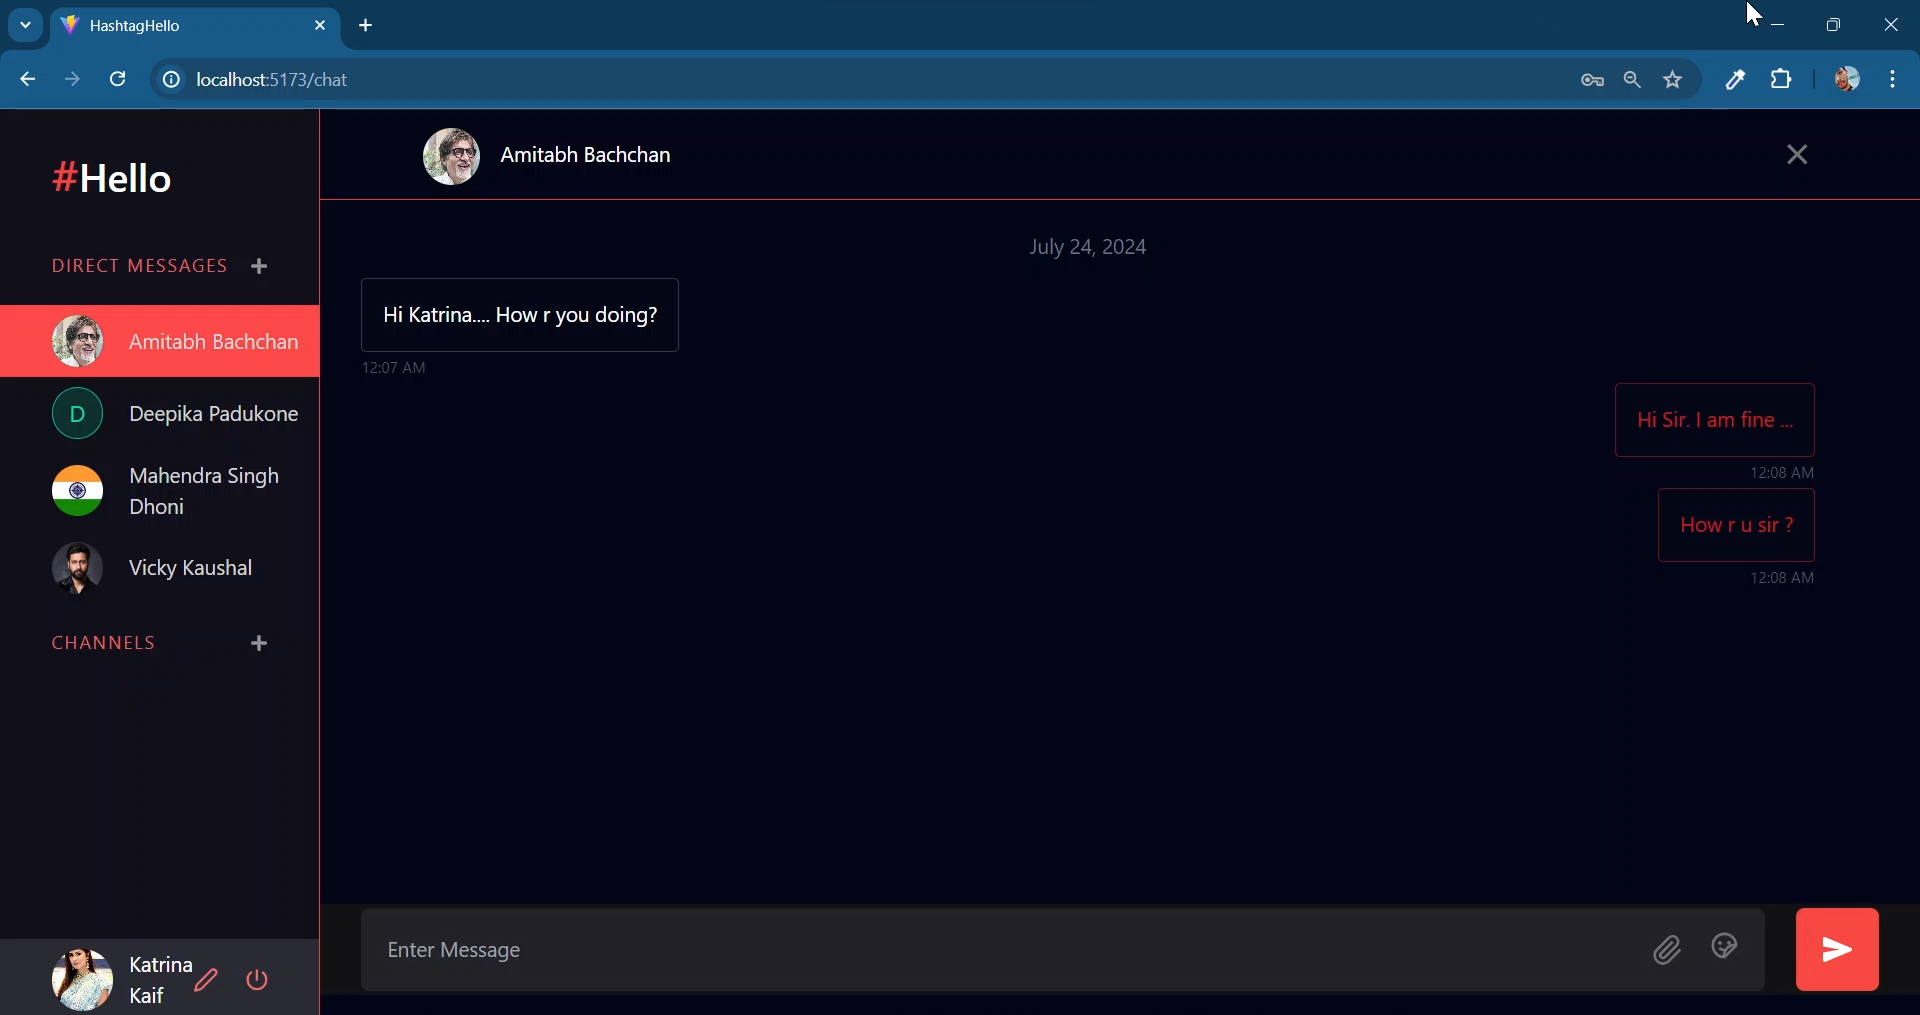 HashtagHello
localhost:5173/chat
#Hello
DIRECT MESSAGES +
Amitabh Bachchan
D
Deepika Padukone
Mahendra Singh
Dhoni
Vicky Kaushal
CHANNELS +
Katrina
Kaif
Amitabh Bachchan
July 24, 2024
Hi Katrina.... How r you doing?
12:07 AM
Hi Sir. I am fine ...
12:08 AM
How r u sir ?
12:08 AM
Enter Message